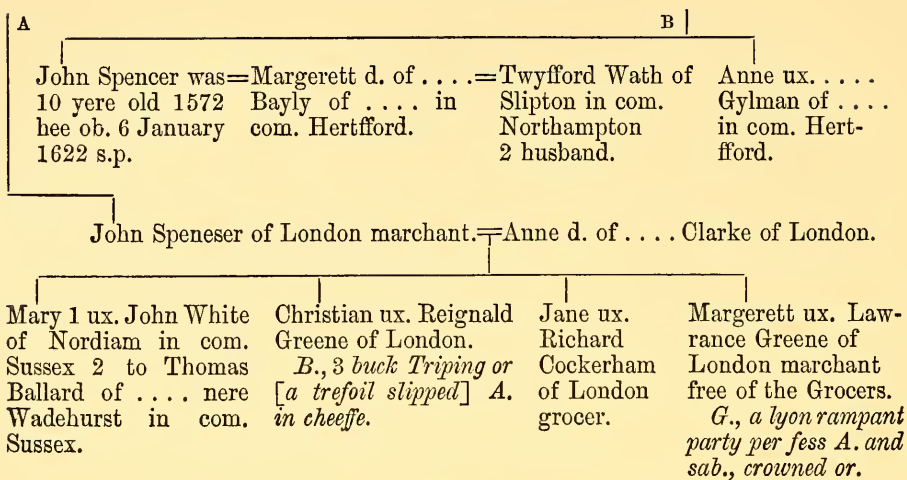 A
B
John Spencer was=Margerett d. of . . . .=Twyfford Wath of Anne ux. . . . .
10 yere old 1572 Bayly of . . . . in Slipton in com. Gylman of . . . .
hee ob. 6 January com. Hertfford. Northampton in com. Hert-
1622 s.p. 2 husband. fford.
John Speneser of London marchant.=Anne d. of . . . . Clarke of London.
Mary 1 ux. John White
of Nordiam in com.
Sussex 2 to Thomas
Ballard of . . . . nere
Wadehurst in com.
Sussex.
Christian ux. Reignald
Greene of London.
B., 3 buck Triping or
[a trefoil slipped] A.
in cheeffe.
Jane ux.
Richard
Cockerham
of London
grocer.
Margerett ux. Law-
rance Greene of
London marchant
free of the Grocers.
G., a lyon rampant
party per fess A. and
sab., crowned or.